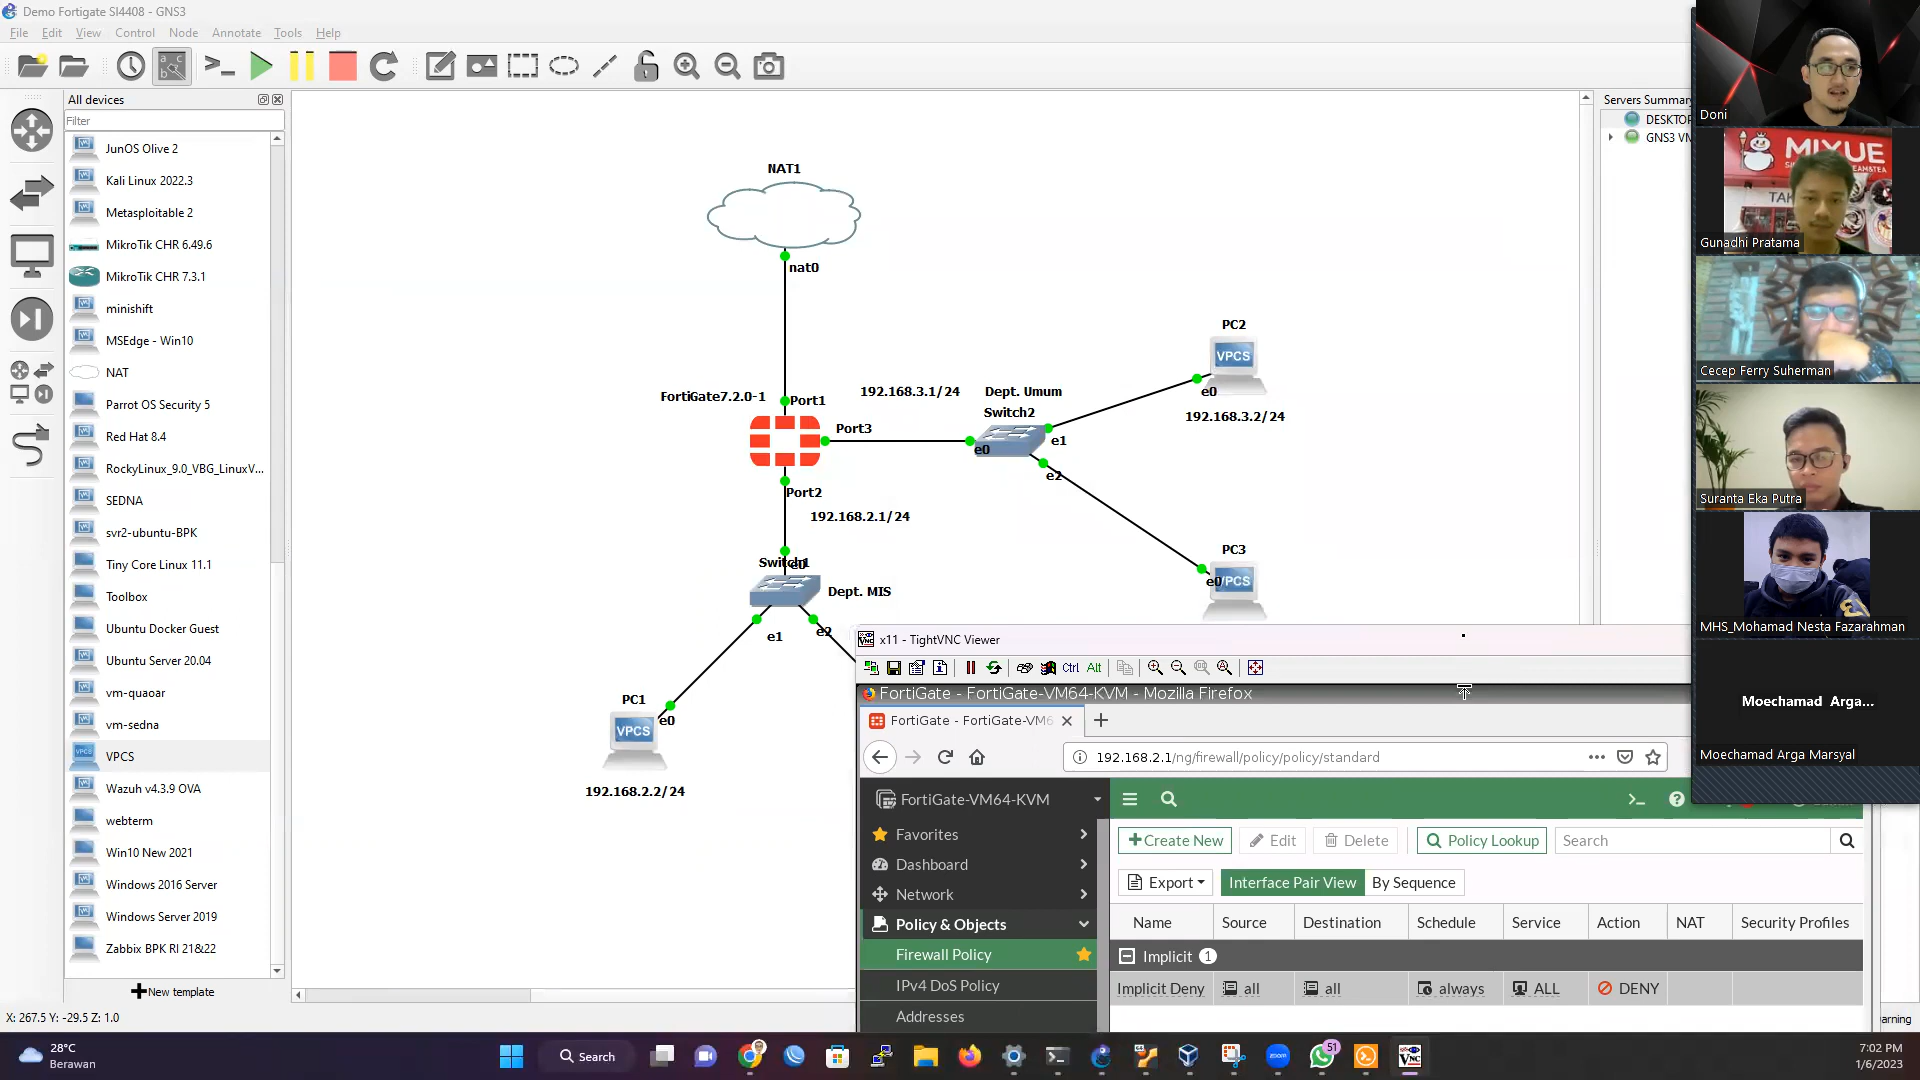 Demo Fortigate SI4408 - GNS3
File Edit View Control Node Annotate Tools Help
All devices
Filter
JunOS Olive 2
Kali Linux 2022.3
Metasploitable 2
MikroTik CHR 6.49.6
MikroTik CHR 7.3.1
minishift
MSEdge - Win10
NAT
Parrot OS Security 5
Red Hat 8.4
RockyLinux_9.0_VBG_LinuxV...
SEDNA
svr2-ubuntu-BPK
Tiny Core Linux 11.1
Toolbox
Ubuntu Docker Guest
Ubuntu Server 20.04
vm-quaoar
vm-sedna
VPCS
Wazuh v4.3.9 OVA
webterm
Win10 New 2021
Windows 2016 Server
Windows Server 2019
Zabbix BPK RI 21&22
New template
X: 267.5 Y: -29.5 Z: 1.0
NAT1
nat0
FortiGate7.2.0-1
Port1
192.168.3.1/24
Port3
Dept. Umum
Switch2
e0
e1
e2
PC2
VPCS
e0
192.168.3.2/24
PC3
VPCS
e0
Port2
192.168.2.1/24
Switch1
e0
Dept. MIS
e1
e2
PC1
VPCS
e0
192.168.2.2/24
Servers Summary
DESKTOP
GNS3 VM
x11 - TightVNC Viewer
Ctrl Alt
FortiGate - FortiGate-VM64-KVM - Mozilla Firefox
FortiGate - FortiGate-VM6
192.168.2.1/ng/firewall/policy/policy/standard
FortiGate-VM64-KVM
Favorites
Dashboard
Network
Policy & Objects
Firewall Policy
IPv4 DoS Policy
Addresses
Create New Edit Delete Policy Lookup Search
Export Interface Pair View By Sequence
Name Source Destination Schedule Service Action NAT Security Profiles
Implicit 1
Implicit Deny all all always ALL DENY
Doni
MIXUE
TAK
Gunadhi Pratama
Cecep Ferry Suherman
Suranta Eka Putra
MHS_Mohamad Nesta Fazarahman
Moechamad Arga...
Moechamad Arga Marsyal
arning
28°C
Berawan
Search
zoom
51
VNC
7:02 PM
1/6/2023